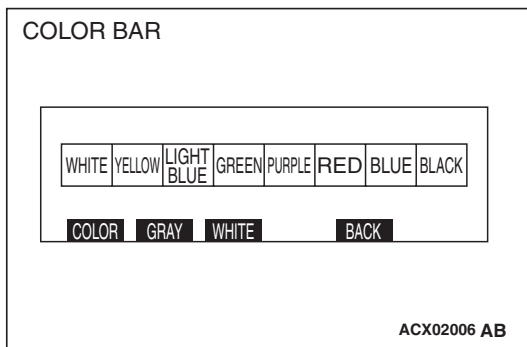 COLOR BAR
WHITE YELLOW LIGHT BLUE GREEN PURPLE RED BLUE BLACK
COLOR GRAY WHITE BACK
ACX02006 AB